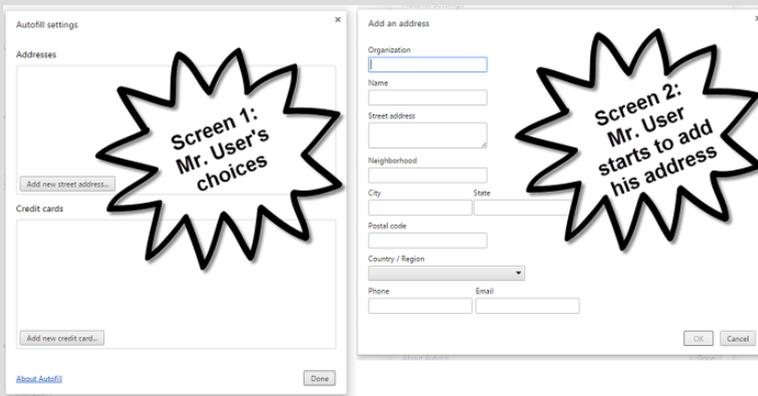 Autofill settings
×
Addresses
Screen 1:
Mr. User's
choices
Add new street address...
Credit cards
Add new credit card...
About Autofill
Done
Add an address
Organization
Name
Street address
Screen 2:
Mr. User
starts to add
his address
Neighborhood
City State
Postal code
Country / Region
Phone Email
OK Cancel